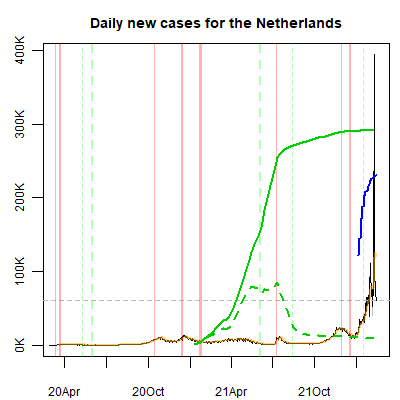 Daily new cases for the Netherlands
400K
300K
200K
100K
0K
20Apr 20Oct 21Apr 21Oct